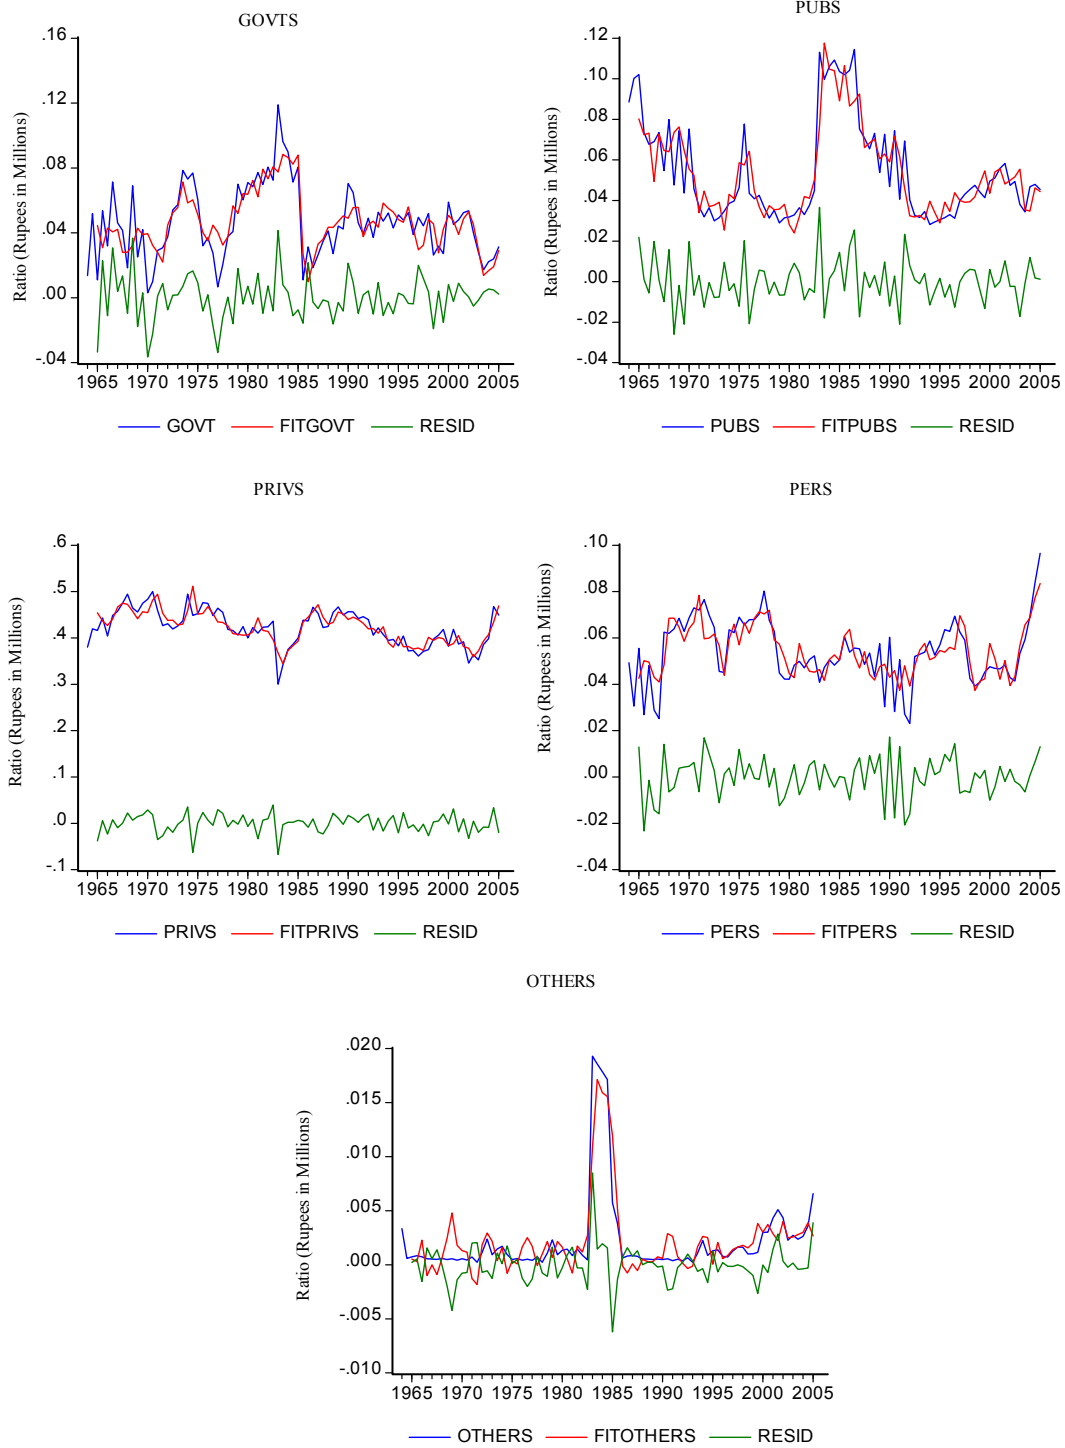 GOVTS
Ratio (Rupees in Millions)
.16
.12
.08
.04
.00
-.04
1965 1970 1975 1980 1985 1990 1995 2000 2005
GOVT FITGOVT RESID
PUBS
Ratio (Rupees in Millions)
.12
.10
.08
.06
.04
.02
.00
-.02
-.04
1965 1970 1975 1980 1985 1990 1995 2000 2005
PUBS FITPUBS RESID
PRIVS
Ratio (Rupees in Millions)
.6
.5
.4
.3
.2
.1
.0
-.1
1965 1970 1975 1980 1985 1990 1995 2000 2005
PRIVS FITPRIVS RESID
PERS
Ratio (Rupees in Millions)
.10
.08
.06
.04
.02
.00
-.02
-.04
1965 1970 1975 1980 1985 1990 1995 2000 2005
PERS FITPERS RESID
OTHERS
Ratio (Rupees in Millions)
.020
.015
.010
.005
.000
-.005
-.010
1965 1970 1975 1980 1985 1990 1995 2000 2005
OTHERS FITOTHERS RESID